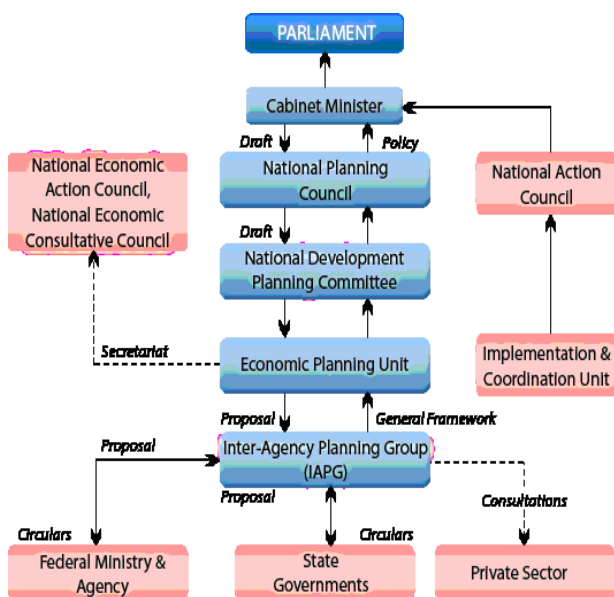 PARLIAMENT
Cabinet Minister
Draft
Policy
National Economic
Action Council,
National Economic
Consultative Council
National Planning
Council
National Action
Council
Draft
National Development
Planning Committee
Secretariat
Economic Planning Unit
Implementation &
Coordination Unit
Proposal
General Framework
Proposal
Inter-Agency Planning Group
(IAPG)
Proposal
Consultations
Circulars
Circulars
Federal Ministry &
Agency
State
Governments
Private Sector